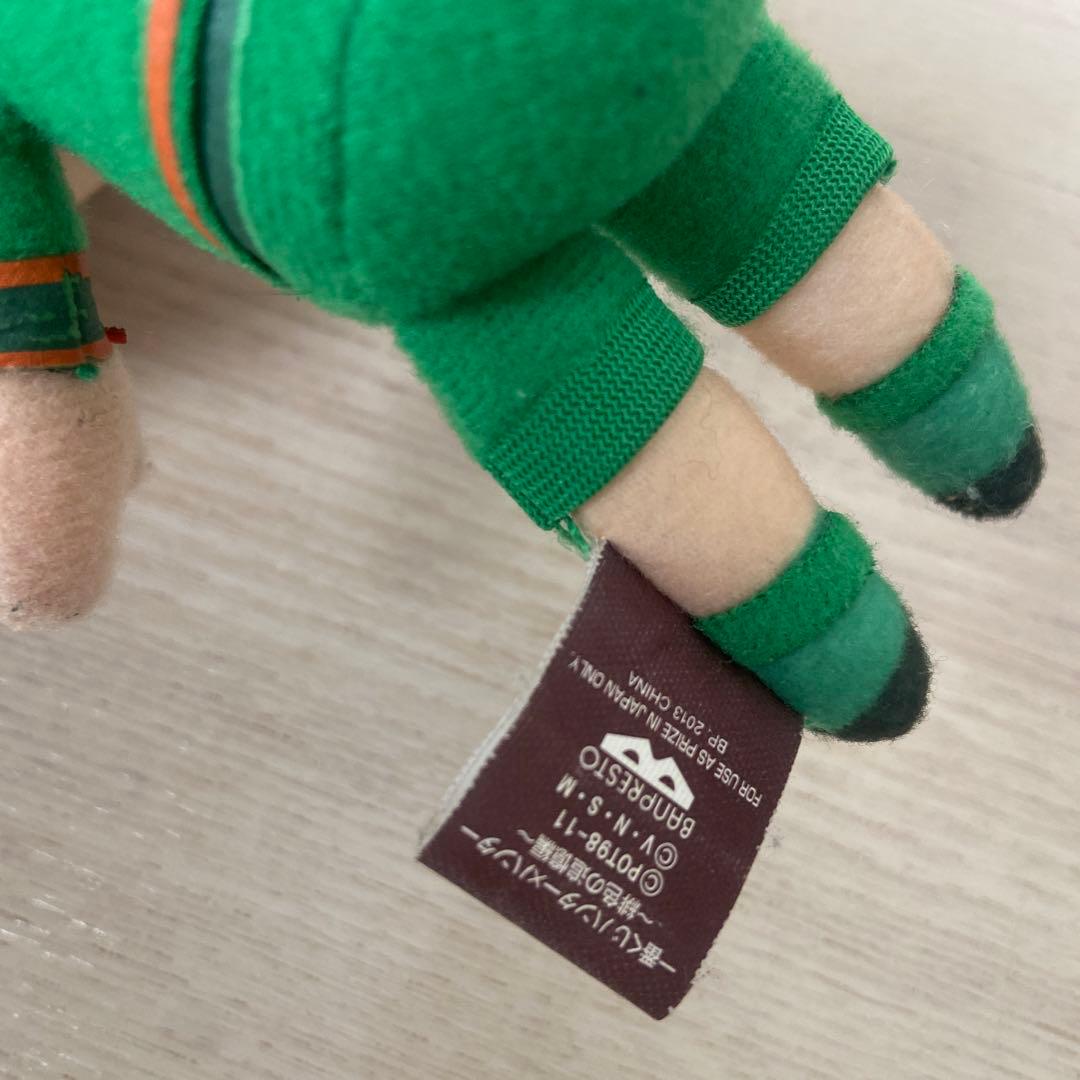 一番くじハンター×ハンター
～緋色の追憶編～
©POT98-11
©V・N・S・M
BANPRESTO
FOR USE AS PRIZE IN JAPAN ONLY.
BP. 2013 CHINA